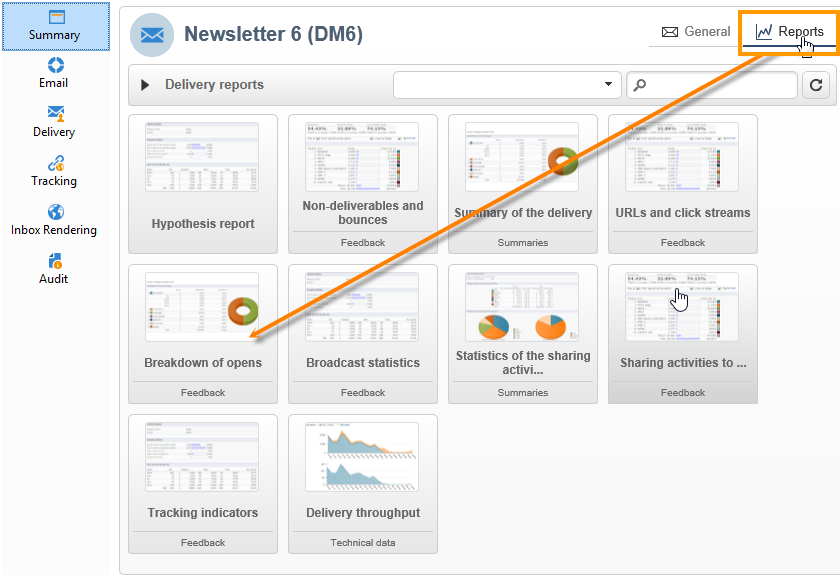 Summary
Email
Delivery
Tracking
Inbox Rendering
Audit
Newsletter 6 (DM6)
General
Reports
Delivery reports
Hypothesis report
Non-deliverables and
bounces
Feedback
Summary of the delivery
Summaries
URLs and click streams
Feedback
Breakdown of opens
Feedback
Broadcast statistics
Feedback
Statistics of the sharing
activi...
Summaries
Sharing activities to ...
Feedback
Tracking indicators
Feedback
Delivery throughput
Technical data